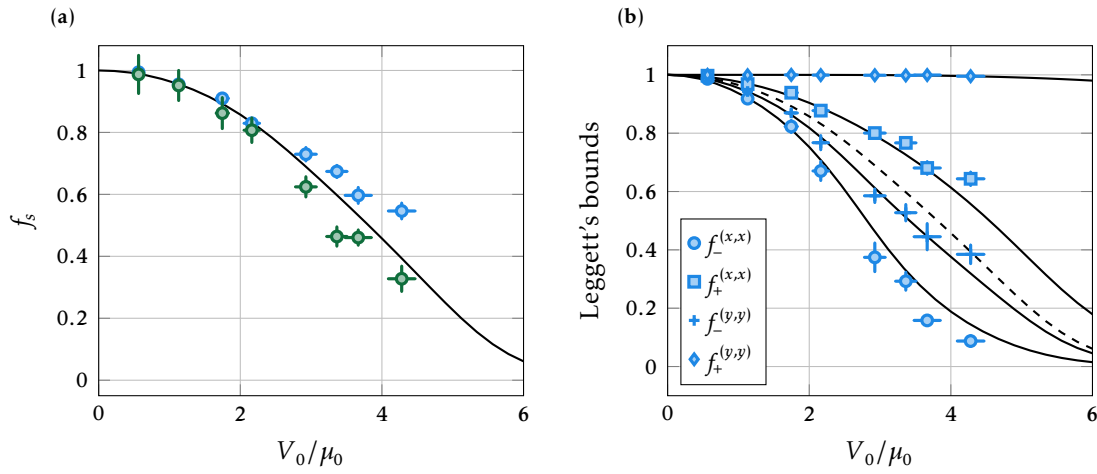 (a)
1
0.8
0.6
0.4
0.2
0
f_s
0 2 4 6
V_0/μ_0
(b)
1
0.8
0.6
0.4
0.2
0
Leggett's bounds
f_-^{(x,x)}
f_+^{(x,x)}
f_-^{(y,y)}
f_+^{(y,y)}
0 2 4 6
V_0/μ_0